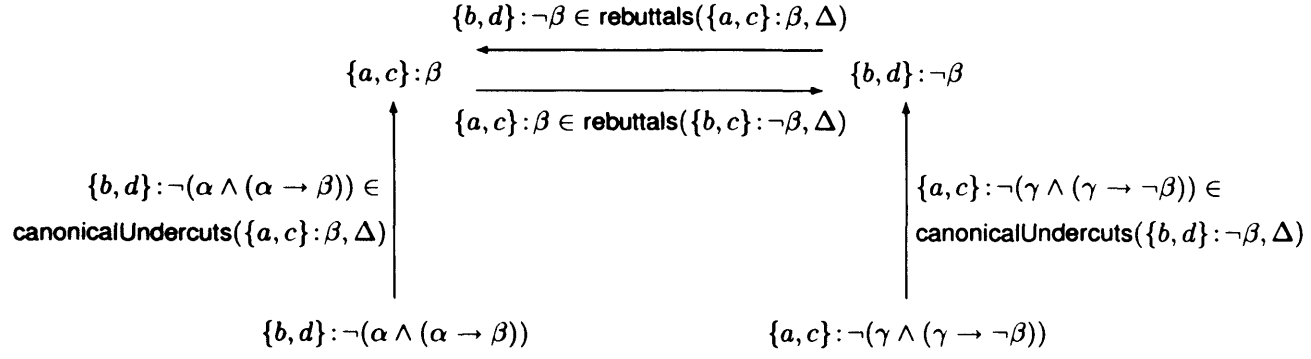 {b, d} : ¬β ∈ rebuttals({a, c} : β, Δ)
{a, c} : β
{b, d} : ¬β
{a, c} : β ∈ rebuttals({b, c} : ¬β, Δ)
{b, d} : ¬(α ∧ (α → β)) ∈
canonicalUndercuts({a, c} : β, Δ)
{a, c} : ¬(γ ∧ (γ → ¬β)) ∈
canonicalUndercuts({b, d} : ¬β, Δ)
{b, d} : ¬(α ∧ (α → β))
{a, c} : ¬(γ ∧ (γ → ¬β))